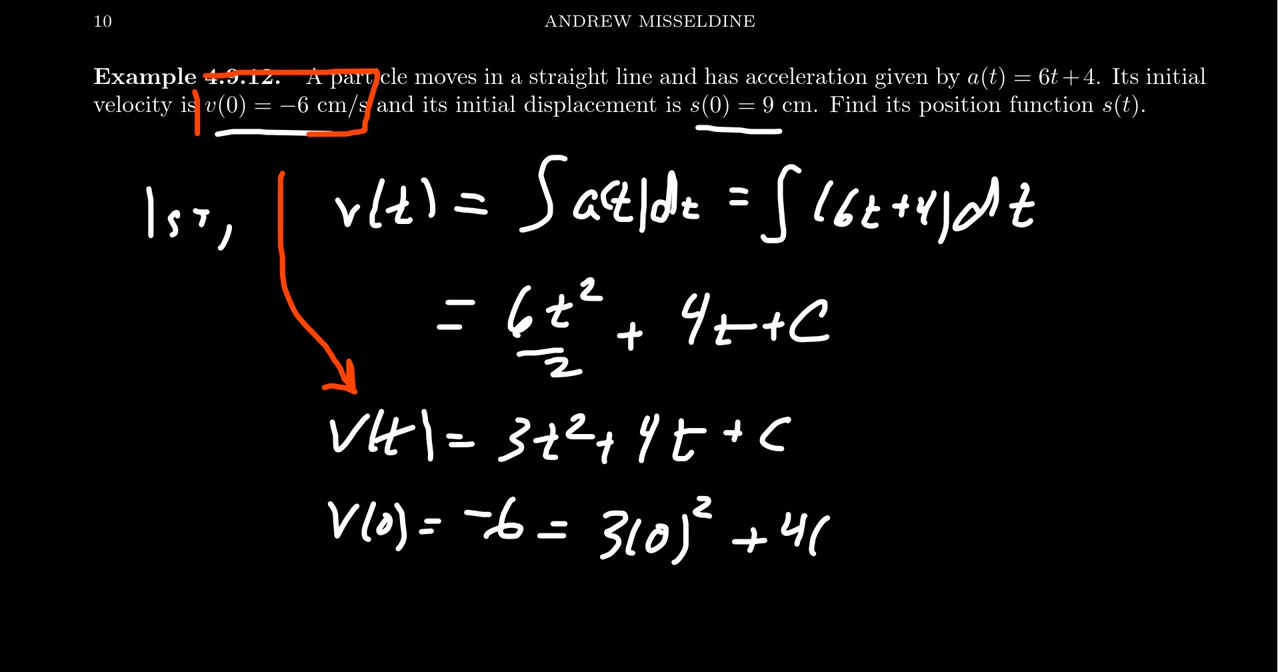 10 ANDREW MISSELDINE
Example 4.9.12. A particle moves in a straight line and has acceleration given by a(t) = 6t+4. Its initial
velocity is v(0) = −6 cm/s and its initial displacement is s(0) = 9 cm. Find its position function s(t).
1st, v(t) = ∫ a(t)dt = ∫ (6t+4)dt
= 6t²/2 + 4t + C
v(t) = 3t² + 4t + C
v(0) = -6 = 3(0)² + 4(